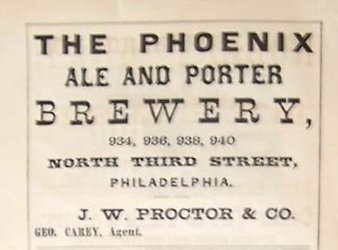 THE PHOENIX
ALE AND PORTER
BREWERY,
934, 936, 938, 940
NORTH THIRD STREET,
PHILADELPHIA.
J. W. PROCTOR & CO.
GEO. CAREY, Agent.